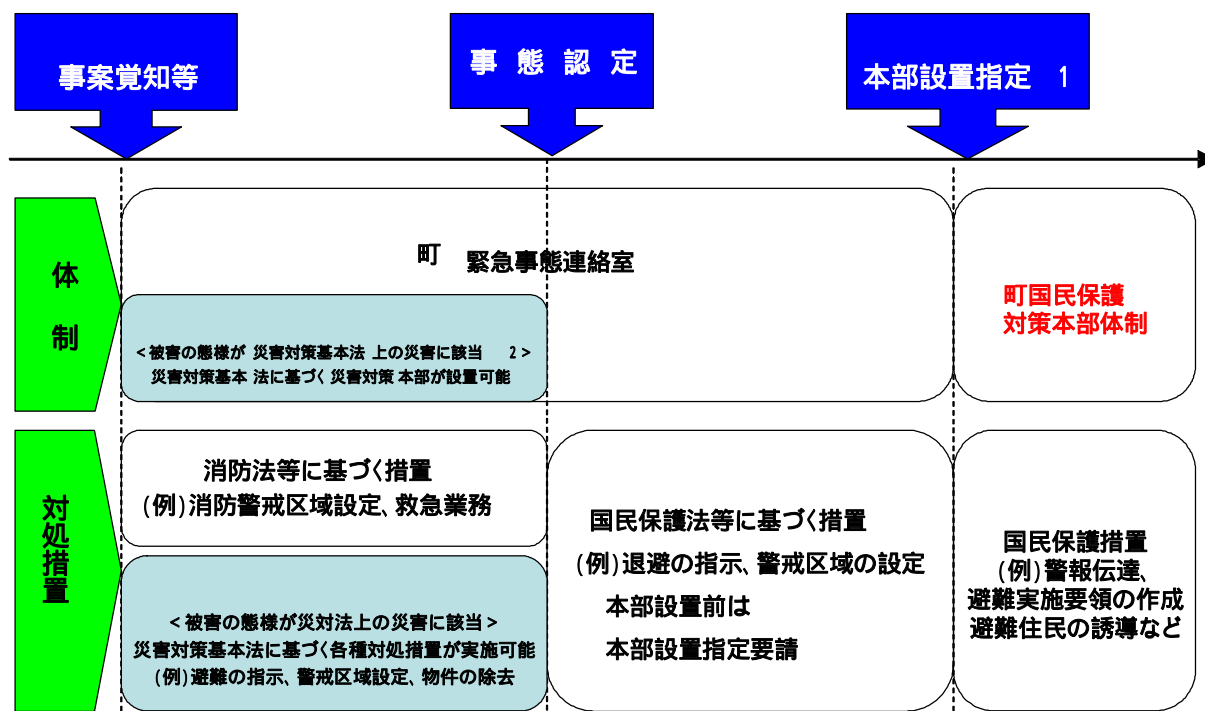 事案覚知等
事 態 認 定
本部設置指定 1
体
制
町 緊急事態連絡室
<被害の態様が 災害対策基本法 上の災害に該当 2>
災害対策基本 法に基づく 災害対策 本部が設置可能
町国民保護
対策本部体制
対処措置
消防法等に基づく措置
(例)消防警戒区域設定、救急業務
<被害の態様が災対法上の災害に該当>
災害対策基本法に基づく各種対処措置が実施可能
(例)避難の指示、警戒区域設定、物件の除去
国民保護法等に基づく措置
(例)退避の指示、警戒区域の設定
本部設置前は
本部設置指定要請
国民保護措置
(例)警報伝達、
避難実施要領の作成
避難住民の誘導など